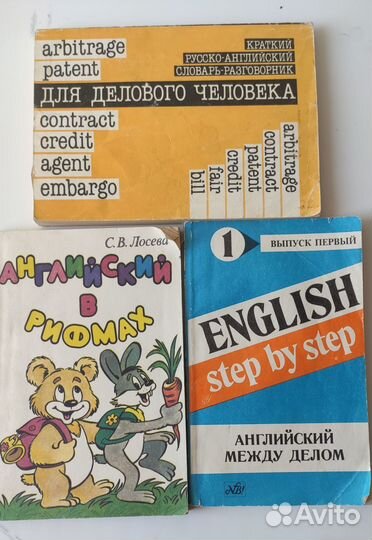 arbitrage
patent
КРАТКИЙ
РУССКО-АНГЛИЙСКИЙ
СЛОВАРЬ-РАЗГОВОРНИК
ДЛЯ ДЕЛОВОГО ЧЕЛОВЕКА
contract
credit
agent
embargo
arbitrage
contract
patent
credit
fair
bill
С. В. Лосева
АНГЛИЙСКИЙ
В
РИФМАХ
1
ВЫПУСК ПЕРВЫЙ
ENGLISH
step by step
АНГЛИЙСКИЙ
МЕЖДУ ДЕЛОМ
Avito